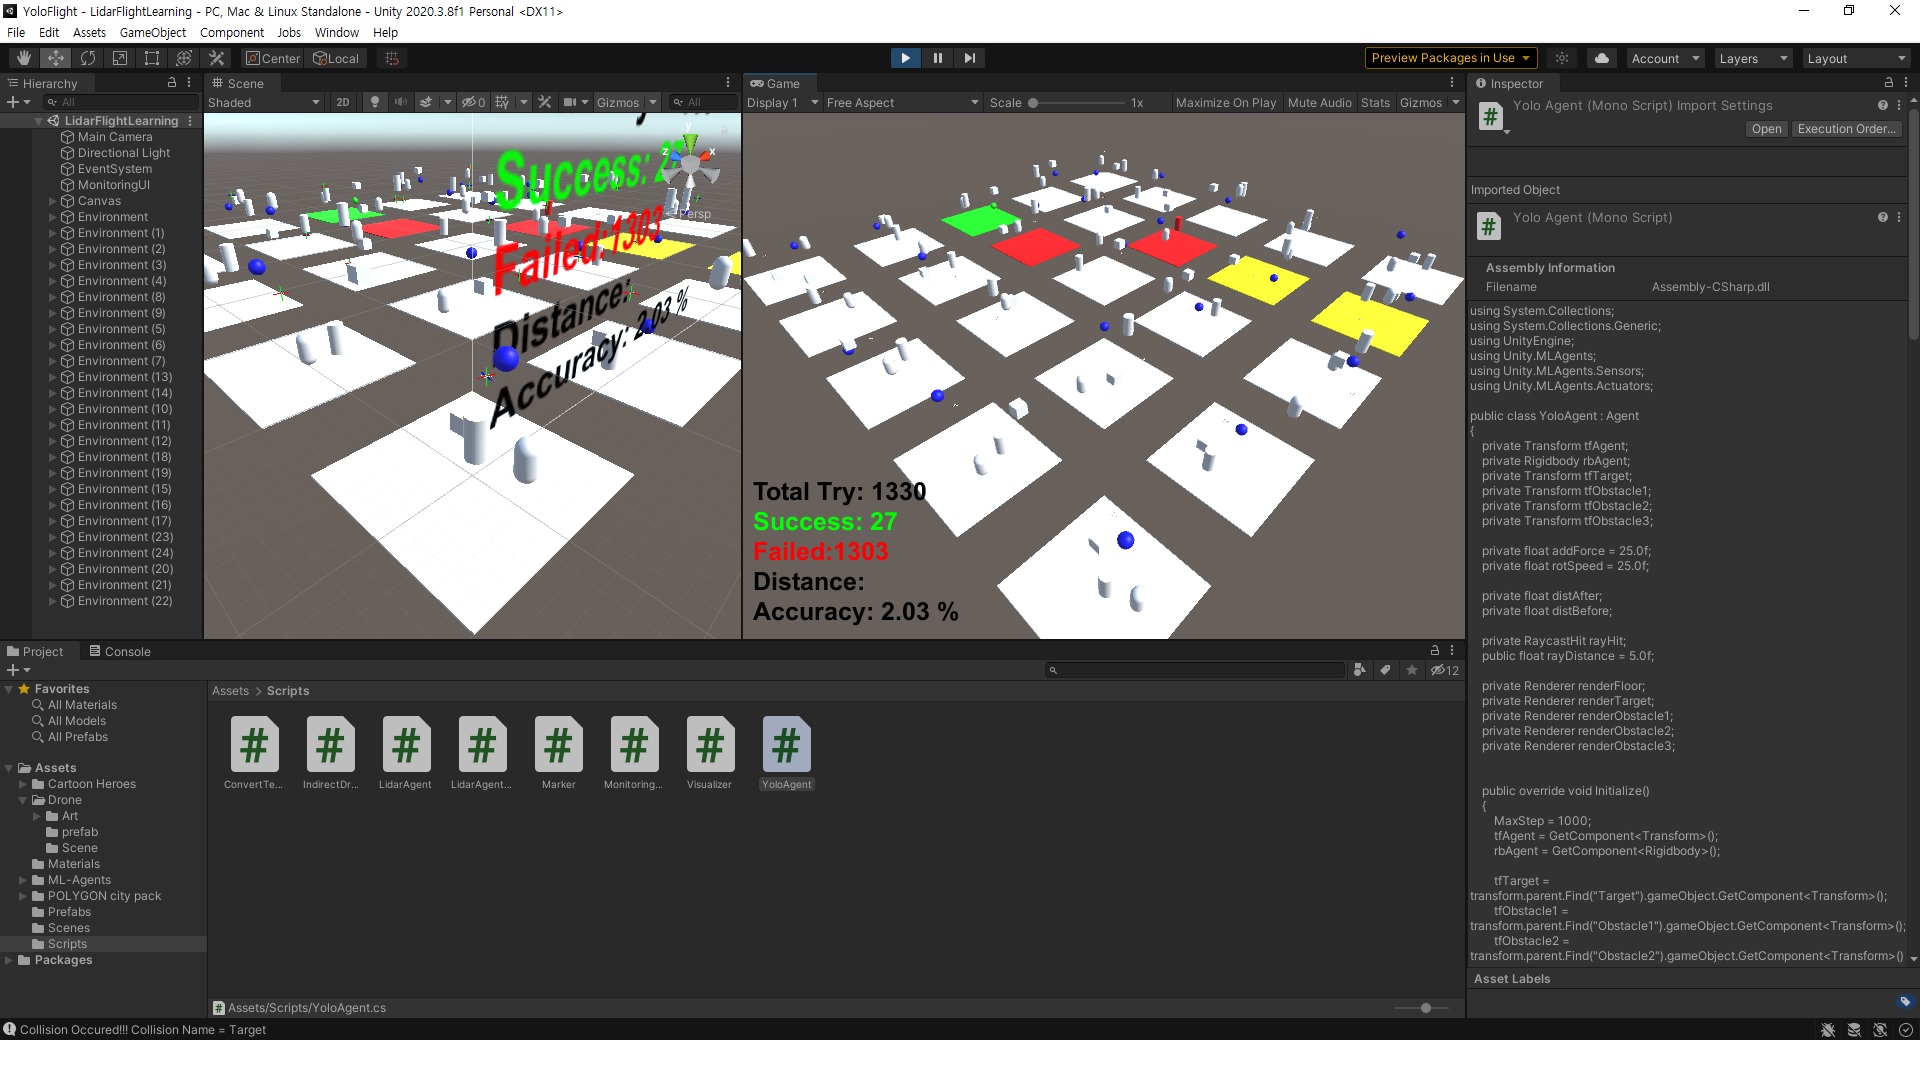 YoloFlight - LidarFlightLearning - PC, Mac & Linux Standalone - Unity 2020.3.8f1 Personal <DX11>
File Edit Assets GameObject Component Jobs Window Help
Center Local Preview Packages in Use Account Layers Layout
Hierarchy
All
LidarFlightLearning
Main Camera
Directional Light
EventSystem
MonitoringUI
Canvas
Environment
Environment (1)
Environment (2)
Environment (3)
Environment (4)
Environment (8)
Environment (9)
Environment (5)
Environment (6)
Environment (7)
Environment (13)
Environment (14)
Environment (10)
Environment (11)
Environment (12)
Environment (18)
Environment (19)
Environment (15)
Environment (16)
Environment (17)
Environment (23)
Environment (24)
Environment (20)
Environment (21)
Environment (22)
Scene
Shaded 2D 0 Gizmos All
y
z x
Persp
Success: 27
Failed:1303
Distance:
Accuracy: 2.03 %
Game
Display 1 Free Aspect Scale 1x Maximize On Play Mute Audio Stats Gizmos
Total Try: 1330
Success: 27
Failed:1303
Distance:
Accuracy: 2.03 %
Inspector
Yolo Agent (Mono Script) Import Settings
Open Execution Order...
Imported Object
Yolo Agent (Mono Script)
Assembly Information
Filename Assembly-CSharp.dll
using System.Collections;
using System.Collections.Generic;
using UnityEngine;
using Unity.MLAgents;
using Unity.MLAgents.Sensors;
using Unity.MLAgents.Actuators;
public class YoloAgent : Agent
{
private Transform tfAgent;
private Rigidbody rbAgent;
private Transform tfTarget;
private Transform tfObstacle1;
private Transform tfObstacle2;
private Transform tfObstacle3;
private float addForce = 25.0f;
private float rotSpeed = 25.0f;
private float distAfter;
private float distBefore;
private RaycastHit rayHit;
public float rayDistance = 5.0f;
private Renderer renderFloor;
private Renderer renderTarget;
private Renderer renderObstacle1;
private Renderer renderObstacle2;
private Renderer renderObstacle3;
public override void Initialize()
{
MaxStep = 1000;
tfAgent = GetComponent<Transform>();
rbAgent = GetComponent<Rigidbody>();
tfTarget =
transform.parent.Find("Target").gameObject.GetComponent<Transform>();
tfObstacle1 =
transform.parent.Find("Obstacle1").gameObject.GetComponent<Transform>();
tfObstacle2 =
transform.parent.Find("Obstacle2").gameObject.GetComponent<Transform>()
Asset Labels
Project Console
12
Favorites
All Materials
All Models
All Prefabs
Assets
Cartoon Heroes
Drone
Art
prefab
Scene
Materials
ML-Agents
POLYGON city pack
Prefabs
Scenes
Scripts
Packages
Assets > Scripts
ConvertTe... IndirectDr... LidarAgent LidarAgent... Marker Monitoring... Visualizer YoloAgent
Assets/Scripts/YoloAgent.cs
Collision Occured!!! Collision Name = Target